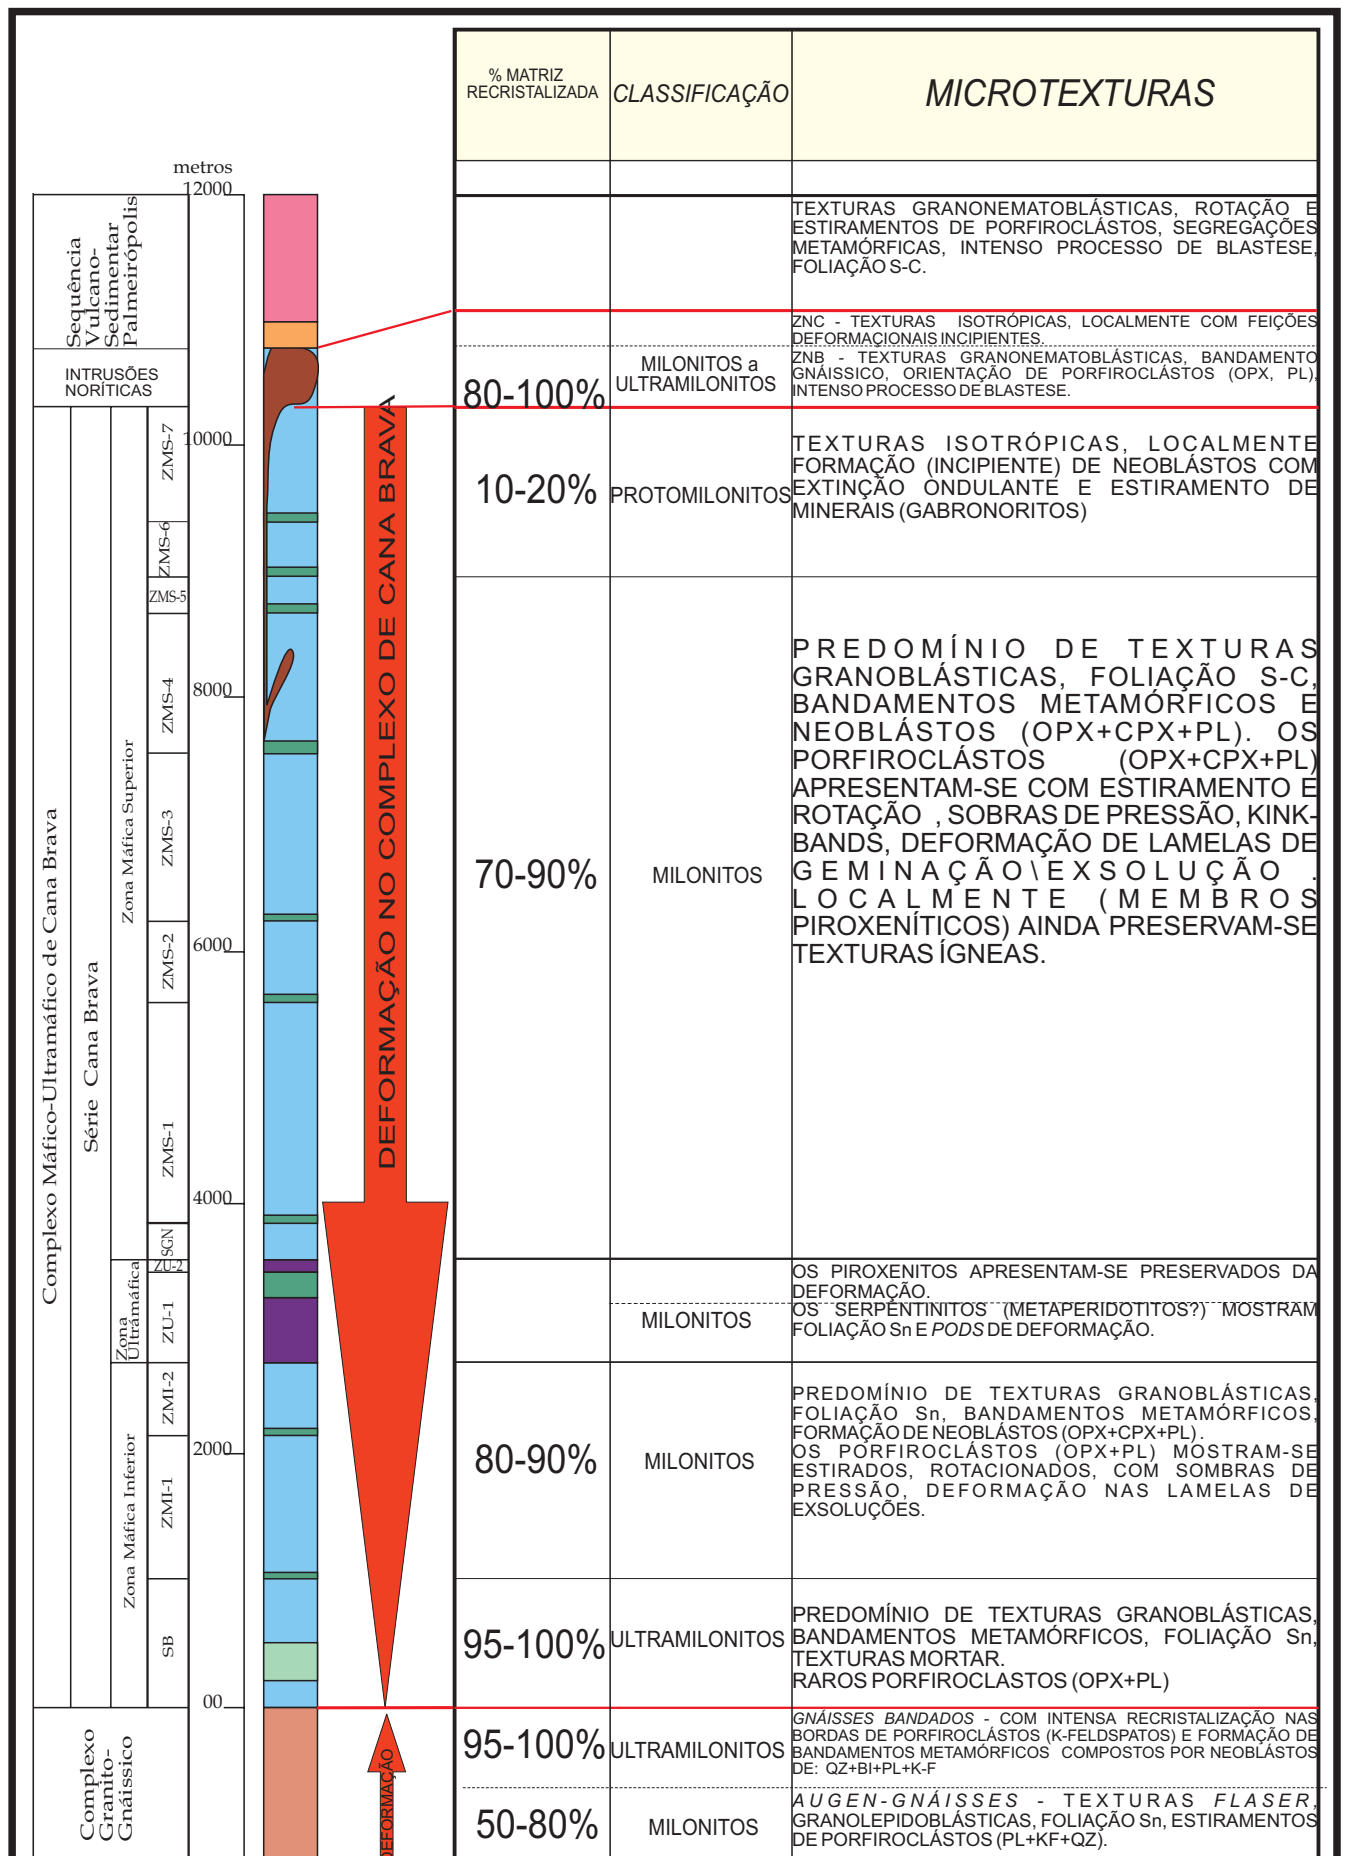 % MATRIZ
RECRISTALIZADA
CLASSIFICAÇÃO
MICROTEXTURAS
metros
12000
10000
8000
6000
4000
2000
00
Sequência
Vulcano-
Sedimentar
Palmeirópolis
INTRUSÕES
NORÍTICAS
Complexo Máfico-Ultramáfico de Cana Brava
Série Cana Brava
Zona Máfica Superior
ZMS-7
ZMS-6
ZMS-5
ZMS-4
ZMS-3
ZMS-2
ZMS-1
SGN
Zona
Ultrámáfica
ZU-2
ZU-1
Zona Máfica Inferior
ZMI-2
ZMI-1
SB
Complexo
Granito-
Gnáissico
DEFORMAÇÃO NO COMPLEXO DE CANA BRAVA
DEFORMAÇÃO
TEXTURAS GRANONEMATOBLÁSTICAS, ROTAÇÃO E
ESTIRAMENTOS DE PORFIROCLÁSTOS, SEGREGAÇÕES
METAMÓRFICAS, INTENSO PROCESSO DE BLASTESE,
FOLIAÇÃO S-C.
ZNC - TEXTURAS ISOTRÓPICAS, LOCALMENTE COM FEIÇÕES
DEFORMACIONAIS INCIPIENTES.
80-100%
MILONITOS a
ULTRAMILONITOS
ZNB - TEXTURAS GRANONEMATOBLÁSTICAS, BANDAMENTO
GNÁISSICO, ORIENTAÇÃO DE PORFIROCLÁSTOS (OPX, PL),
INTENSO PROCESSO DE BLASTESE.
10-20%
PROTOMILONITOS
TEXTURAS ISOTRÓPICAS, LOCALMENTE
FORMAÇÃO (INCIPIENTE) DE NEOBLÁSTOS COM
EXTINÇÃO ONDULANTE E ESTIRAMENTO DE
MINERAIS (GABRONORITOS)
70-90%
MILONITOS
PREDOMÍNIO DE TEXTURAS
GRANOBLÁSTICAS, FOLIAÇÃO S-C,
BANDAMENTOS METAMÓRFICOS E
NEOBLÁSTOS (OPX+CPX+PL). OS
PORFIROCLÁSTOS (OPX+CPX+PL)
APRESENTAM-SE COM ESTIRAMENTO E
ROTAÇÃO , SOBRAS DE PRESSÃO, KINK-
BANDS, DEFORMAÇÃO DE LAMELAS DE
GEMINAÇÃO\EXSOLUÇÃO .
LOCALMENTE (MEMBROS
PIROXENÍTICOS) AINDA PRESERVAM-SE
TEXTURAS ÍGNEAS.
OS PIROXENITOS APRESENTAM-SE PRESERVADOS DA
DEFORMAÇÃO.
MILONITOS
OS SERPENTINITOS (METAPERIDOTITOS?) MOSTRAM
FOLIAÇÃO Sn E PODS DE DEFORMAÇÃO.
80-90%
MILONITOS
PREDOMÍNIO DE TEXTURAS GRANOBLÁSTICAS,
FOLIAÇÃO Sn, BANDAMENTOS METAMÓRFICOS,
FORMAÇÃO DE NEOBLÁSTOS (OPX+CPX+PL).
OS PORFIROCLÁSTOS (OPX+PL) MOSTRAM-SE
ESTIRADOS, ROTACIONADOS, COM SOMBRAS DE
PRESSÃO, DEFORMAÇÃO NAS LAMELAS DE
EXSOLUÇÕES.
95-100%
ULTRAMILONITOS
PREDOMÍNIO DE TEXTURAS GRANOBLÁSTICAS,
BANDAMENTOS METAMÓRFICOS, FOLIAÇÃO Sn,
TEXTURAS MORTAR.
RAROS PORFIROCLASTOS (OPX+PL)
95-100%
ULTRAMILONITOS
GNÁISSES BANDADOS - COM INTENSA RECRISTALIZAÇÃO NAS
BORDAS DE PORFIROCLÁSTOS (K-FELDSPATOS) E FORMAÇÃO DE
BANDAMENTOS METAMÓRFICOS COMPOSTOS POR NEOBLÁSTOS
DE: QZ+BI+PL+K-F
50-80%
MILONITOS
AUGEN-GNÁISSES - TEXTURAS FLASER,
GRANOLEPIDOBLÁSTICAS, FOLIAÇÃO Sn, ESTIRAMENTOS
DE PORFIROCLÁSTOS (PL+KF+QZ).